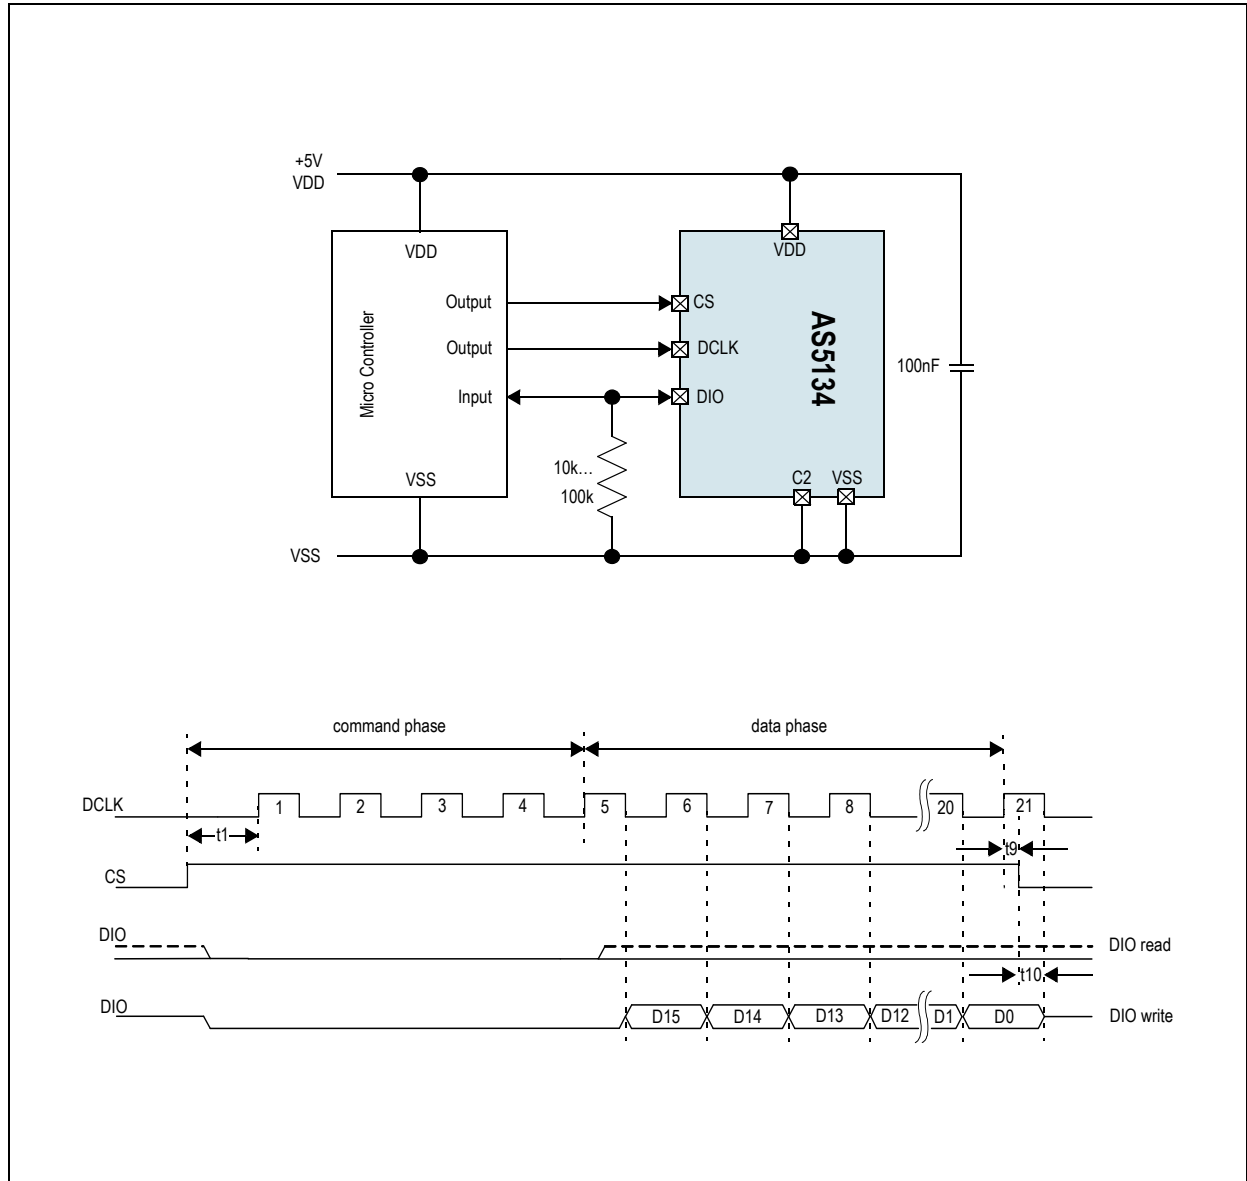 +5V
VDD
VDD
VDD
Output
CS
Output
DCLK
Input
DIO
Micro Controller
AS5134
100nF
10k…
100k
VSS
C2
VSS
VSS
command phase
data phase
DCLK
1
2
3
4
5
6
7
8
20
21
t1
t9
CS
DIO
DIO read
t10
DIO
D15
D14
D13
D12
D1
D0
DIO write